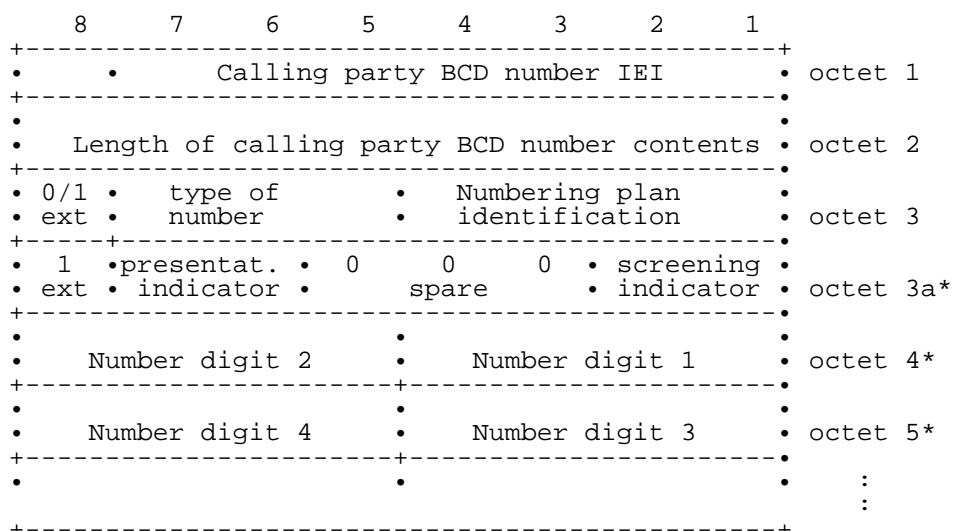 8 7 6 5 4 3 2 1
+-----------------------------------------------+
• • Calling party BCD number IEI • octet 1
+-----------------------------------------------•
• •
• Length of calling party BCD number contents • octet 2
+-----------------------------------------------•
• 0/1 • type of • Numbering plan •
• ext • number • identification • octet 3
+-----+-----------------------------------------•
• 1 •presentat. • 0 0 0 • screening •
• ext • indicator • spare • indicator • octet 3a*
+-----------------------------------------------•
• • •
• Number digit 2 • Number digit 1 • octet 4*
+-----------------------+-----------------------•
• • •
• Number digit 4 • Number digit 3 • octet 5*
+-----------------------+-----------------------•
• • • :
:
+-----------------------------------------------+